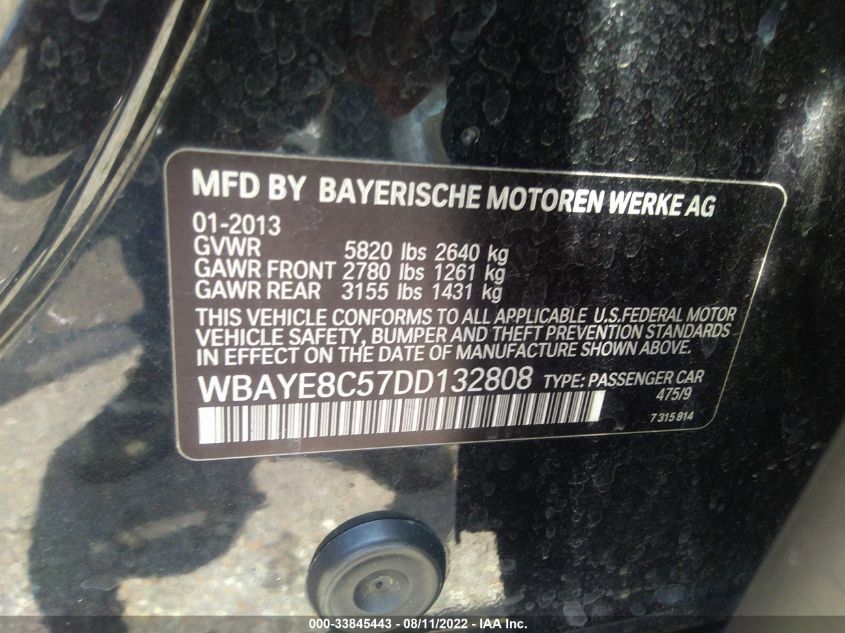 MFD BY BAYERISCHE MOTOREN WERKE AG
01-2013
GVWR 5820 lbs 2640 kg
GAWR FRONT 2780 lbs 1261 kg
GAWR REAR 3155 lbs 1431 kg
THIS VEHICLE CONFORMS TO ALL APPLICABLE U.S.FEDERAL MOTOR
VEHICLE SAFETY, BUMPER AND THEFT PREVENTION STANDARDS
IN EFFECT ON THE DATE OF MANUFACTURE SHOWN ABOVE.
WBAYE8C57DD132808 TYPE: PASSENGER CAR
475/9
7 315 814
000-33845443 - 08/11/2022 - IAA Inc.